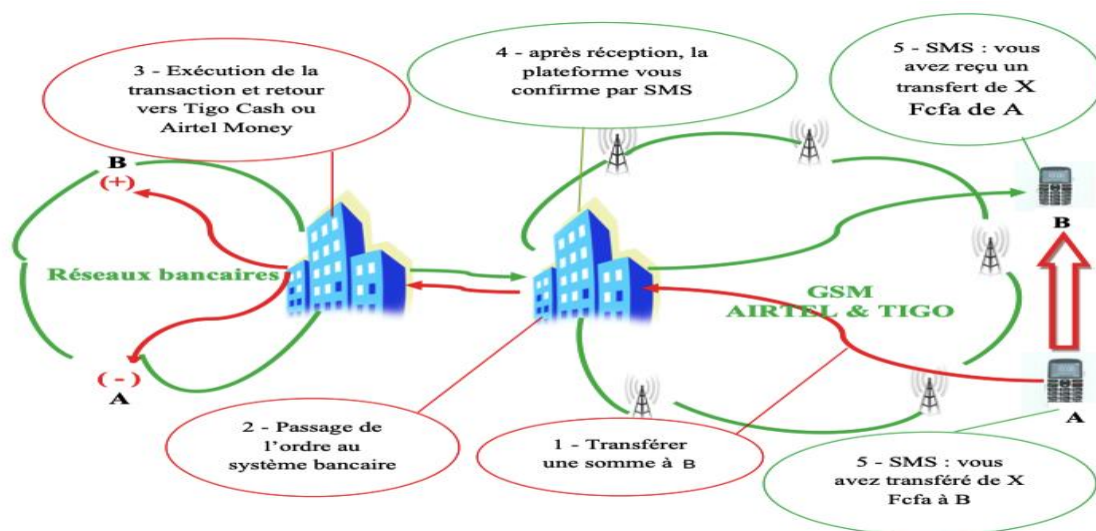 3 - Exécution de la
transaction et retour
vers Tigo Cash ou
Airtel Money
4 - après réception, la
plateforme vous
confirme par SMS
5 - SMS : vous
avez reçu un
transfert de X
Fcfa de A
B
(+)
Réseaux bancaires
(-)
A
GSM
AIRTEL & TIGO
B
A
2 - Passage de
l'ordre au
système bancaire
1 - Transférer
une somme à B
5 - SMS : vous
avez transféré de X
Fcfa à B